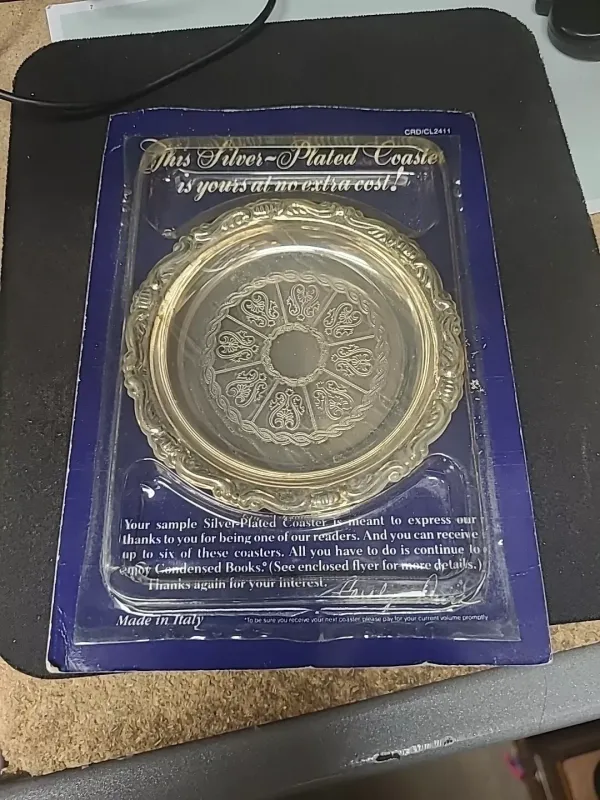 CRD/CL2411
This Silver-Plated Coaster
is yours at no extra cost!
Your sample Silver-Plated Coaster is meant to express our
thanks to you for being one of our readers. And you can receive
up to six of these coasters. All you have to do is continue to
enjoy Condensed Books.® (See enclosed flyer for more details.)
Thanks again for your interest.
Made in Italy
*To be sure you receive your next coaster please pay for your current volume promptly